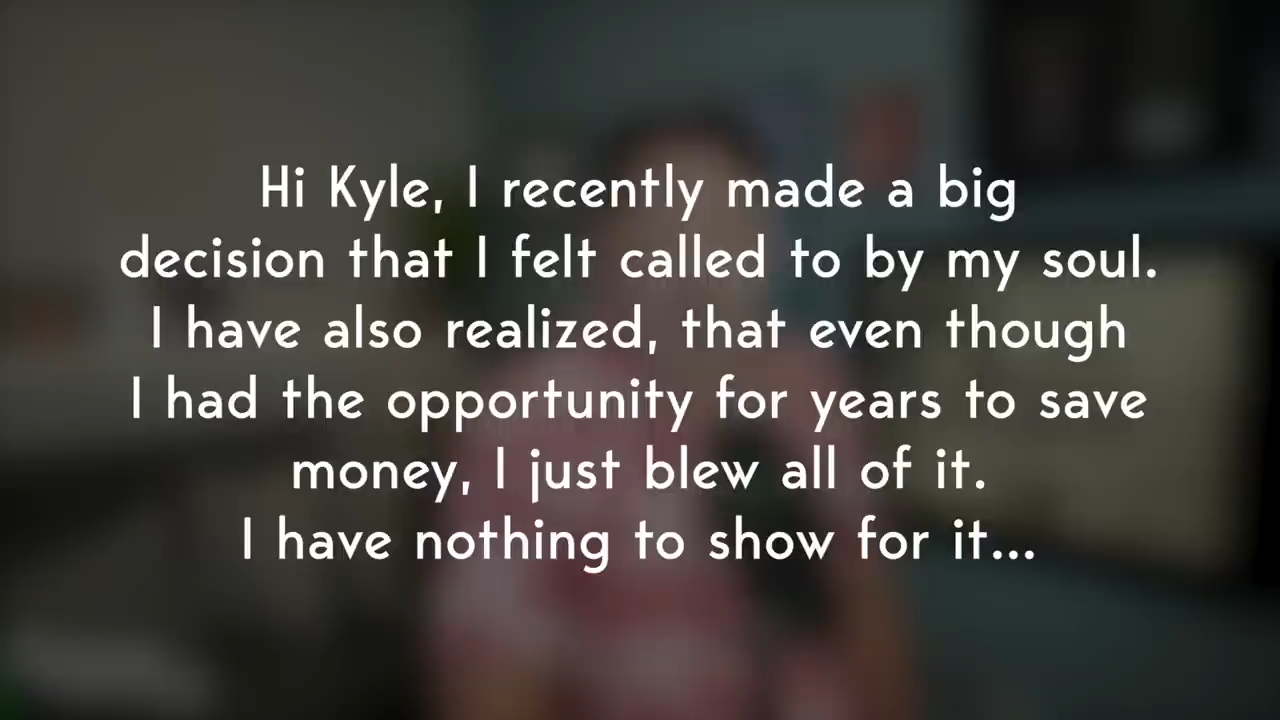 Hi Kyle, I recently made a big
decision that I felt called to by my soul.
I have also realized, that even though
I had the opportunity for years to save
money, I just blew all of it.
I have nothing to show for it...